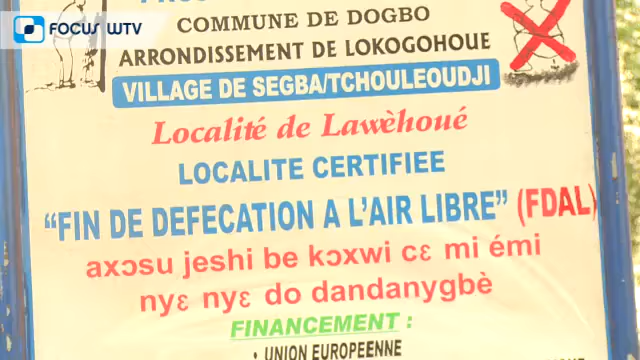 FOCUS WTV
COMMUNE DE DOGBO
ARRONDISSEMENT DE LOKOGOHOUE
VILLAGE DE SEGBA/TCHOULEOUDJI
Localité de Lawèhoué
LOCALITE CERTIFIEE
“FIN DE DEFECATION A L’AIR LIBRE” (FDAL)
axɔsu jeshi be kɔxwi cɛ mi émi
nyɛ nyɛ do dandanygbè
FINANCEMENT :
• UNION EUROPEENNE